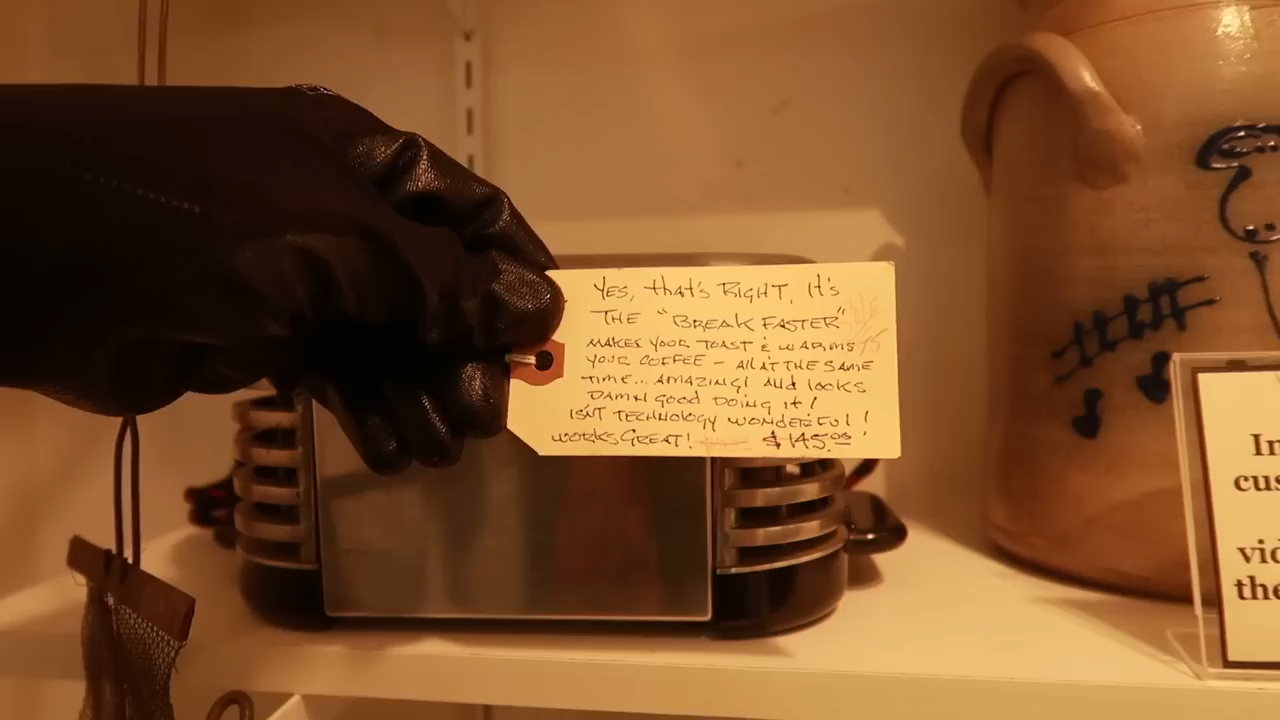 YES, that's RIGHT, It's
THE "BREAK FASTER"
MAKES YOUR TOAST & WARMS
YOUR COFFEE - All AT THE SAME
TIME... AMAZING! And looks
DAMN GOOD DOING It!
ISN'T TECHNOLOGY WONDERFUL!
WORKS GREAT! $145.00
In
cus
vid
the